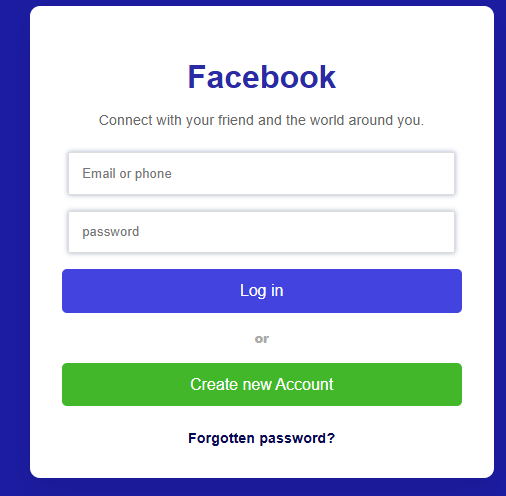 Facebook
Connect with your friend and the world around you.
Email or phone
password
Log in
or
Create new Account
Forgotten password?